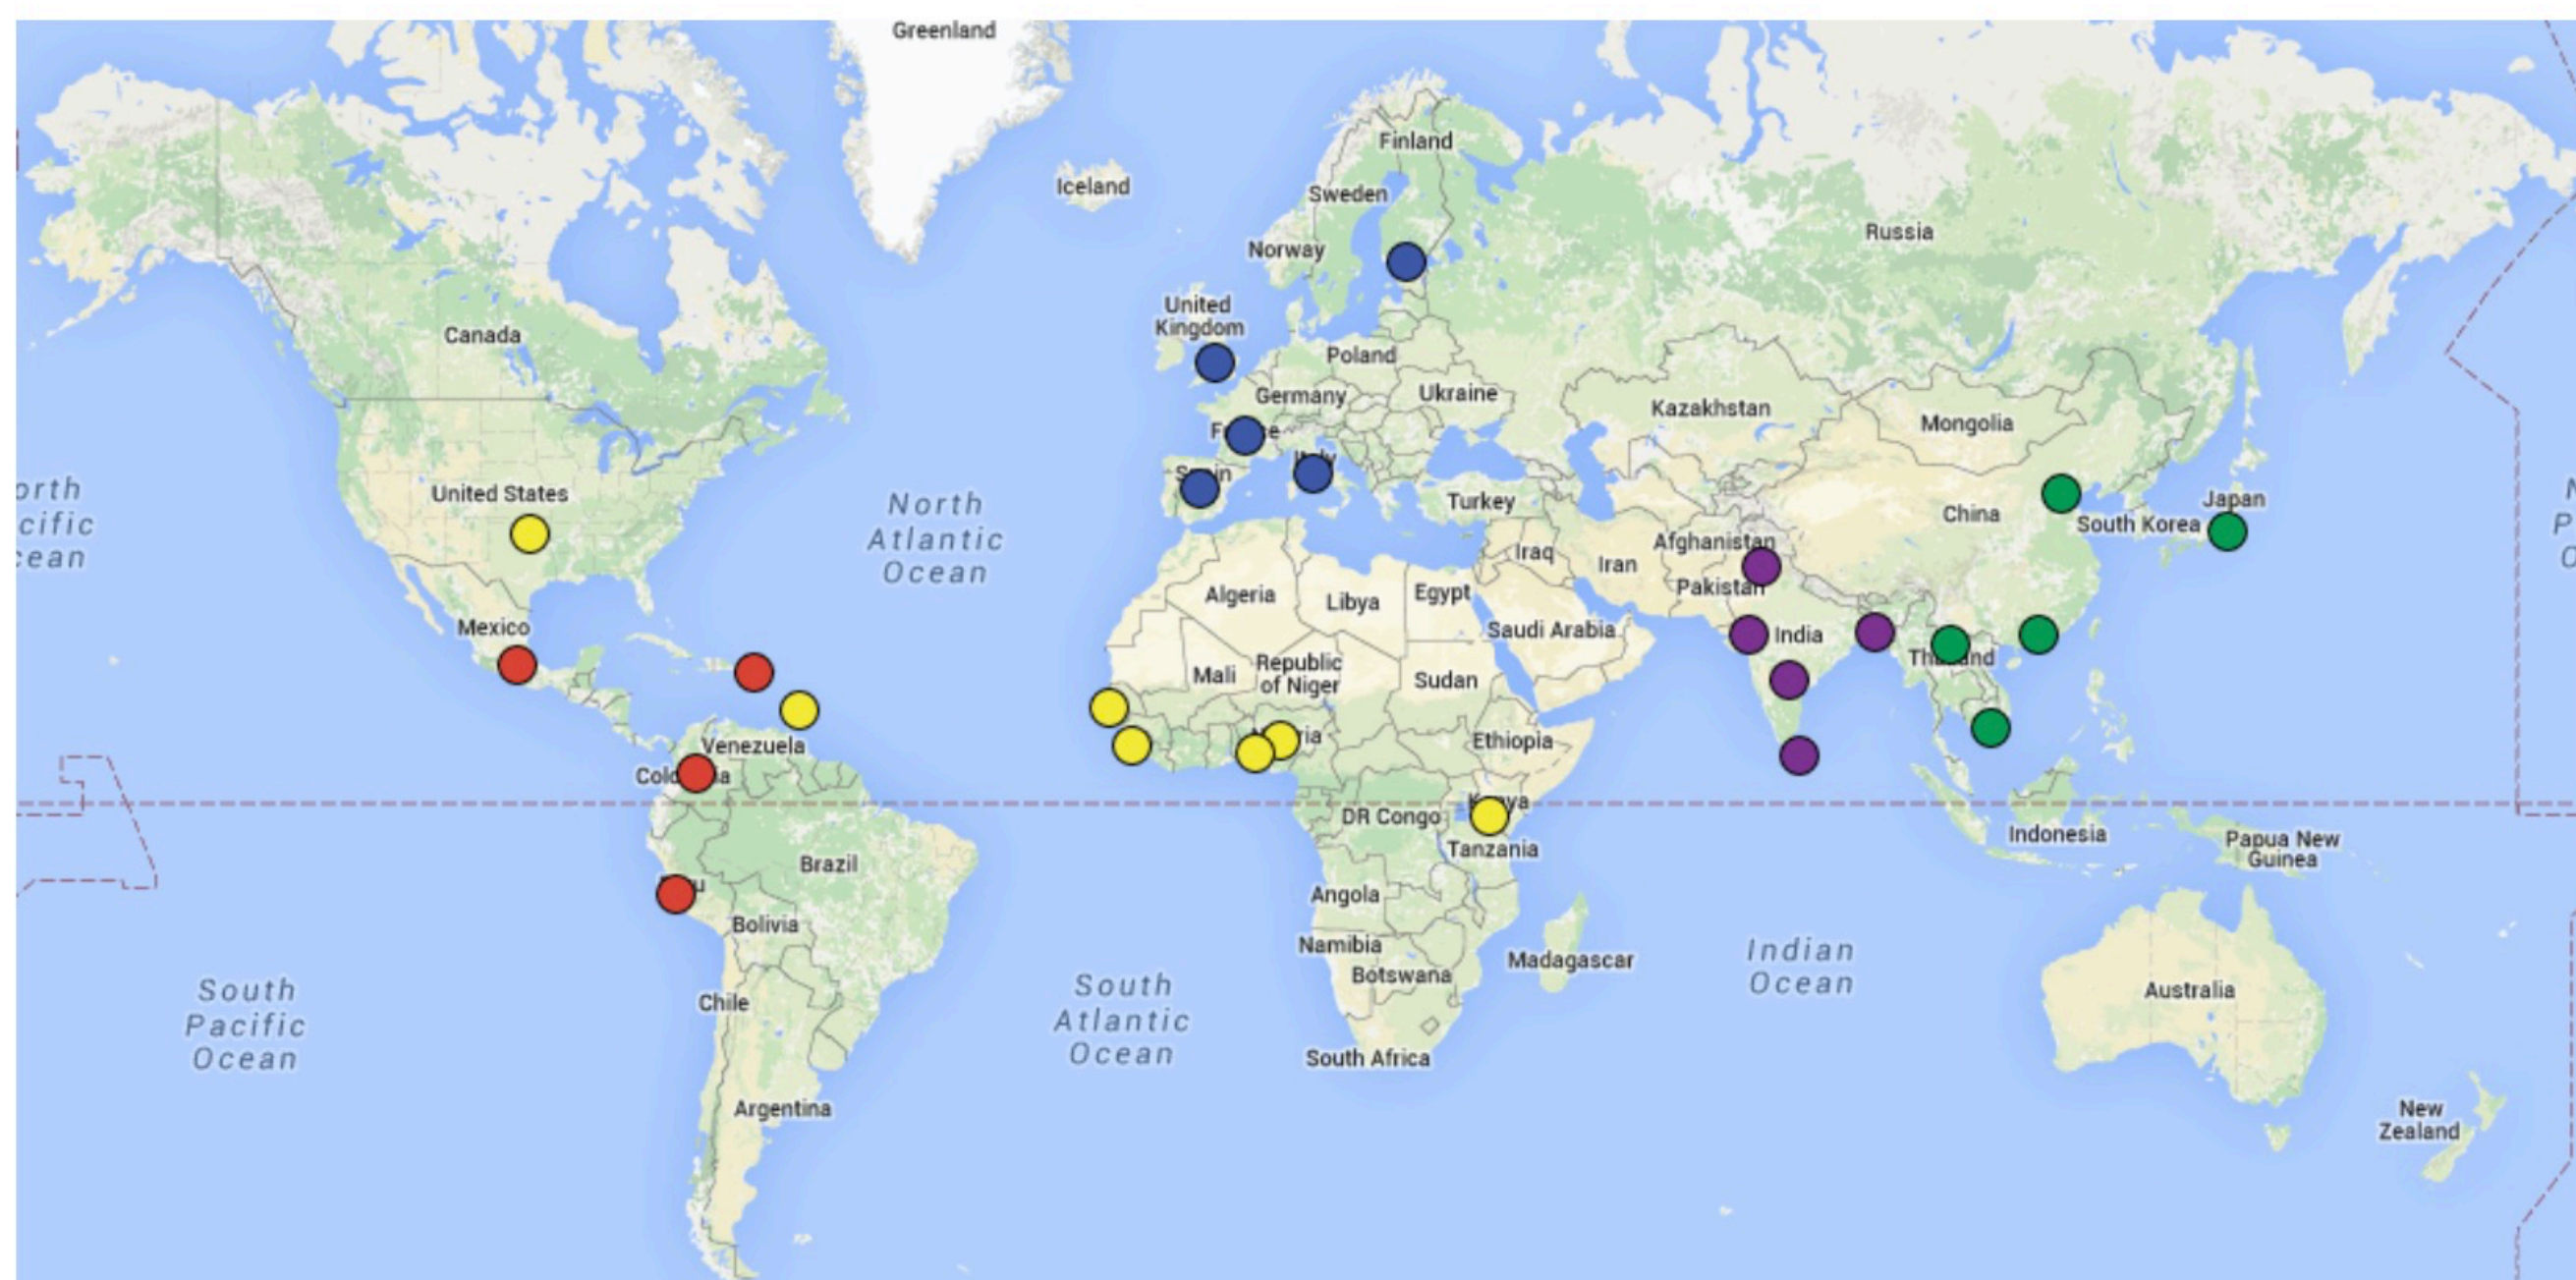 Greenland
Finland
Iceland
Sweden
Russia
Norway
United
Kingdom
Canada
Poland
Germany
Ukraine
Kazakhstan
Mongolia
United States
North
Atlantic
Ocean
Turkey
China
Japan
South Korea
orth
cific
cean
Iraq
Iran
Afghanistan
Pakistan
Algeria
Libya
Egypt
Saudi Arabia
India
Mexico
Mali
Republic
of Niger
Sudan
Venezuela
Ethiopia
DR Congo
Tanzania
Indonesia
Papua New
Guinea
Brazil
Bolivia
Angola
Namibia
Botswana
Madagascar
Indian
Ocean
Australia
South
Pacific
Ocean
Chile
South
Atlantic
Ocean
South Africa
Argentina
New
Zealand